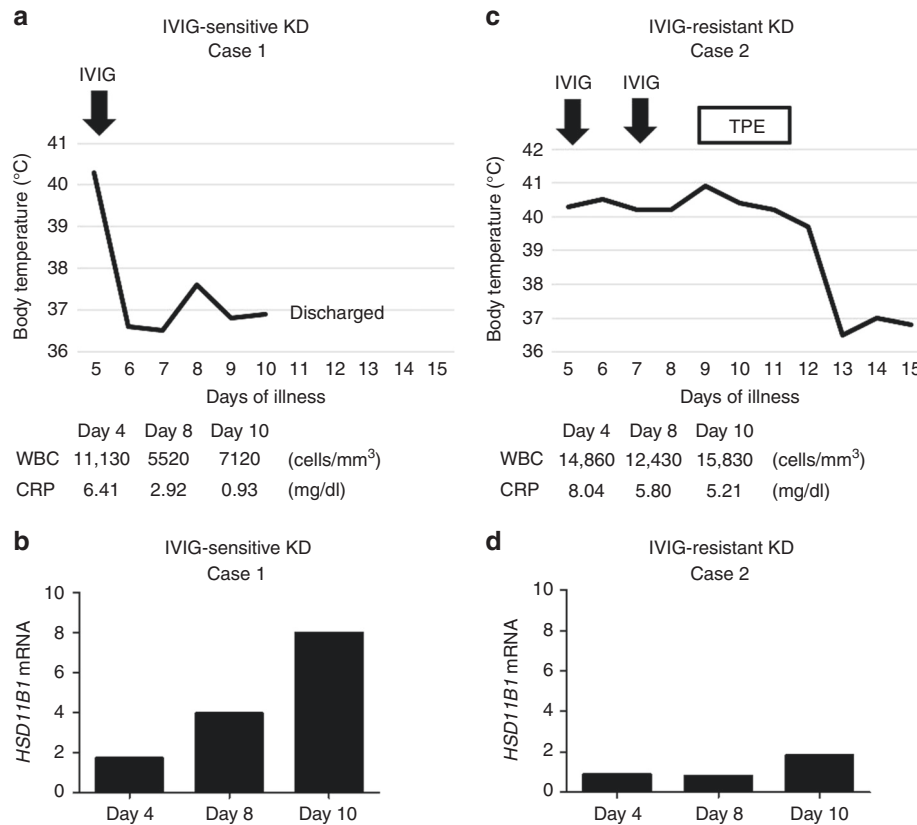 a
IVIG-sensitive KD
Case 1
IVIG
Body temperature (°C)
41
40
39
38
37
36
Discharged
5 6 7 8 9 10 11 12 13 14 15
Days of illness
Day 4 Day 8 Day 10
WBC 11,130 5520 7120 (cells/mm³)
CRP 6.41 2.92 0.93 (mg/dl)
b
IVIG-sensitive KD
Case 1
HSD11B1 mRNA
10
8
6
4
2
0
Day 4 Day 8 Day 10
c
IVIG-resistant KD
Case 2
IVIG IVIG
TPE
Body temperature (°C)
42
41
40
39
38
37
36
5 6 7 8 9 10 11 12 13 14 15
Days of illness
Day 4 Day 8 Day 10
WBC 14,860 12,430 15,830 (cells/mm³)
CRP 8.04 5.80 5.21 (mg/dl)
d
IVIG-resistant KD
Case 2
HSD11B1 mRNA
10
8
6
4
2
0
Day 4 Day 8 Day 10